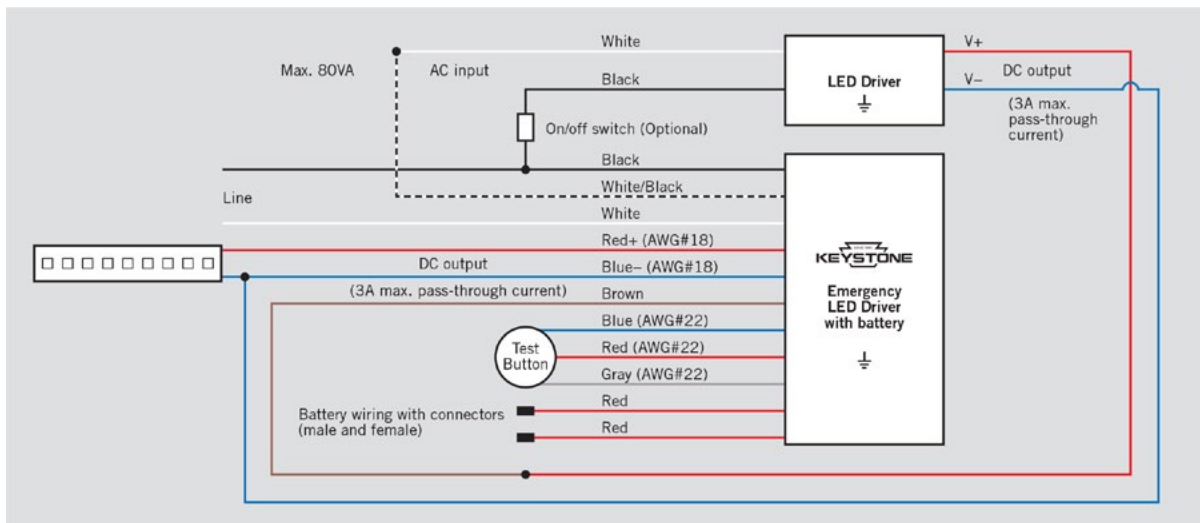 White
Max. 80VA
AC input
Black
On/off switch (Optional)
LED Driver
V+
V–
DC output
(3A max.
pass-through
current)
Black
White/Black
Line
White
Red+ (AWG#18)
DC output
Blue– (AWG#18)
(3A max. pass-through current)
Brown
Blue (AWG#22)
Test
Button
Red (AWG#22)
Gray (AWG#22)
Red
Battery wiring with connectors
(male and female)
Red
KEYSTONE
Emergency
LED Driver
with battery